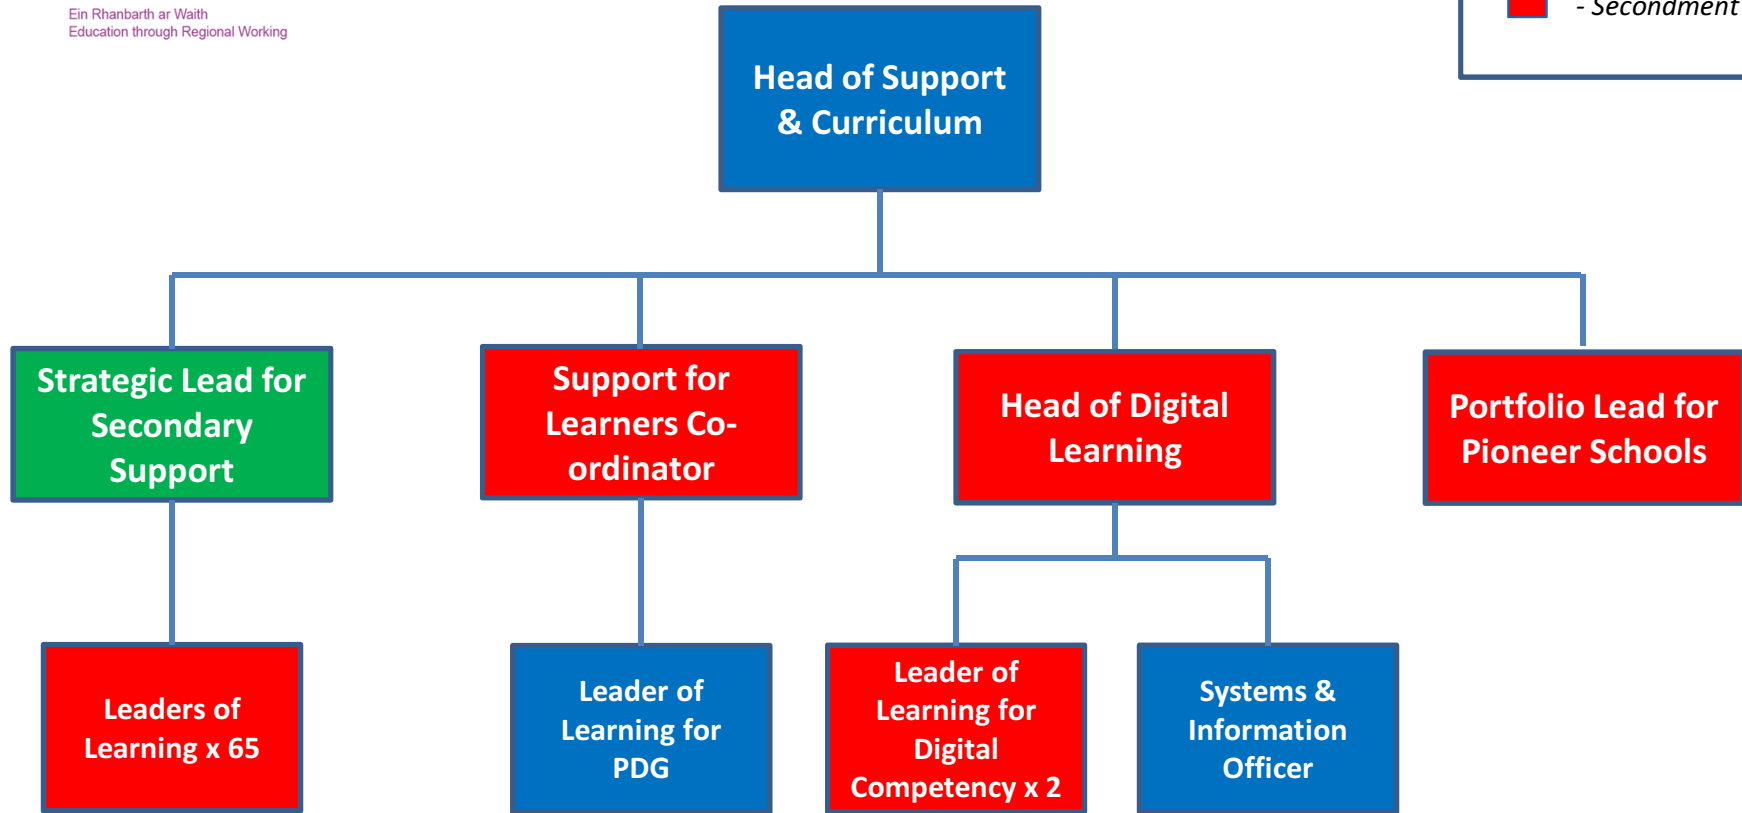 Ein Rhanbarth ar Waith
Education through Regional Working
- Secondment
Head of Support
& Curriculum
Strategic Lead for
Secondary
Support
Support for
Learners Co-
ordinator
Head of Digital
Learning
Portfolio Lead for
Pioneer Schools
Leaders of
Learning x 65
Leader of
Learning for
PDG
Leader of
Learning for
Digital
Competency x 2
Systems &
Information
Officer